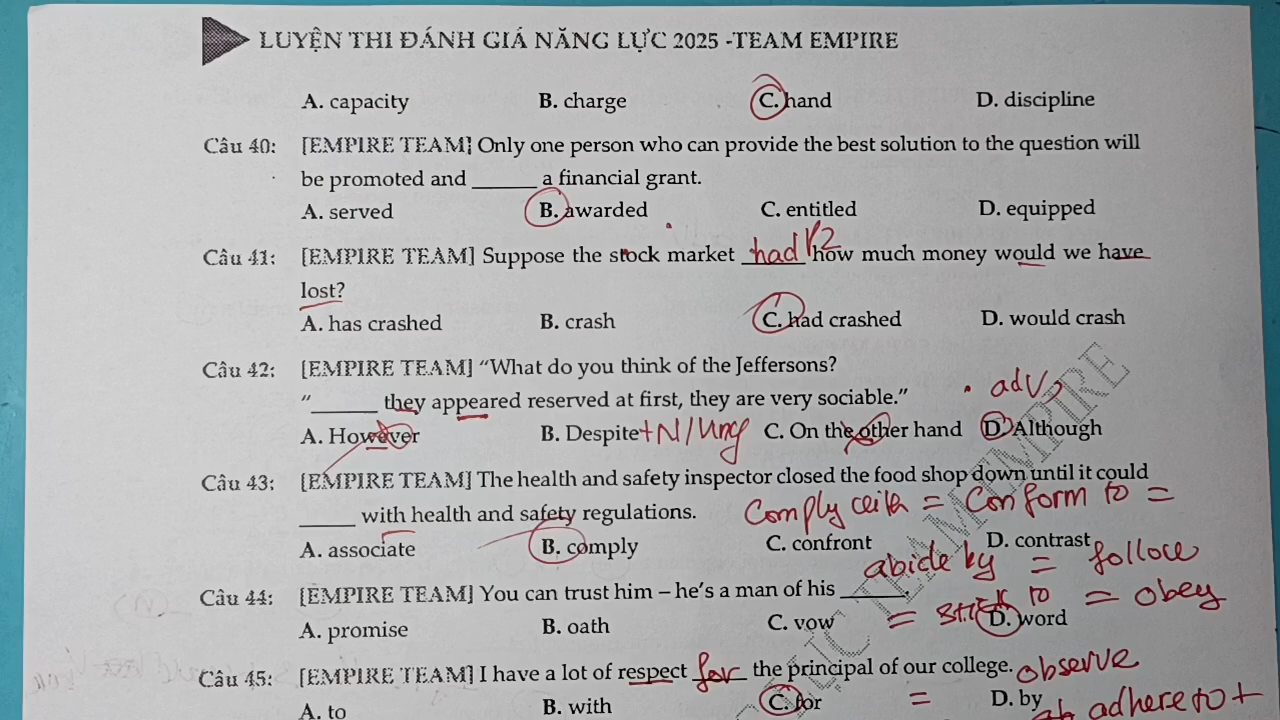 LUYỆN THI ĐÁNH GIÁ NĂNG LỰC 2025 -TEAM EMPIRE
A. capacity B. charge C. hand D. discipline
Câu 40: [EMPIRE TEAM] Only one person who can provide the best solution to the question will
be promoted and ______ a financial grant.
A. served B. awarded C. entitled D. equipped
Câu 41: [EMPIRE TEAM] Suppose the stock market had V2 how much money would we have
lost?
A. has crashed B. crash C. had crashed D. would crash
Câu 42: [EMPIRE TEAM] “What do you think of the Jeffersons?
“______ they appeared reserved at first, they are very sociable.” • adv
A. However B. Despite +N/Ving C. On the other hand D. Although
Câu 43: [EMPIRE TEAM] The health and safety inspector closed the food shop down until it could
_____ with health and safety regulations. Comply with = Conform to =
A. associate B. comply C. confront D. contrast
abide by = follow
Câu 44: [EMPIRE TEAM] You can trust him – he's a man of his ______.
= stick to = obey
A. promise B. oath C. vow D. word
Câu 45: [EMPIRE TEAM] I have a lot of respect for the principal of our college. observe
A. to B. with C. for D. by
= adhere to +
TEAM EMPIRE